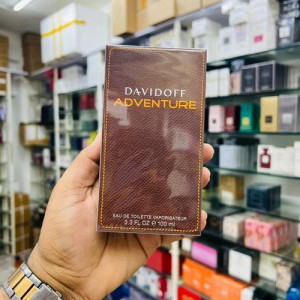 DAVIDOFF
ADVENTURE
EAU DE TOILETTE VAPORISATEUR
3.3 FL OZ ℮ 100 ml